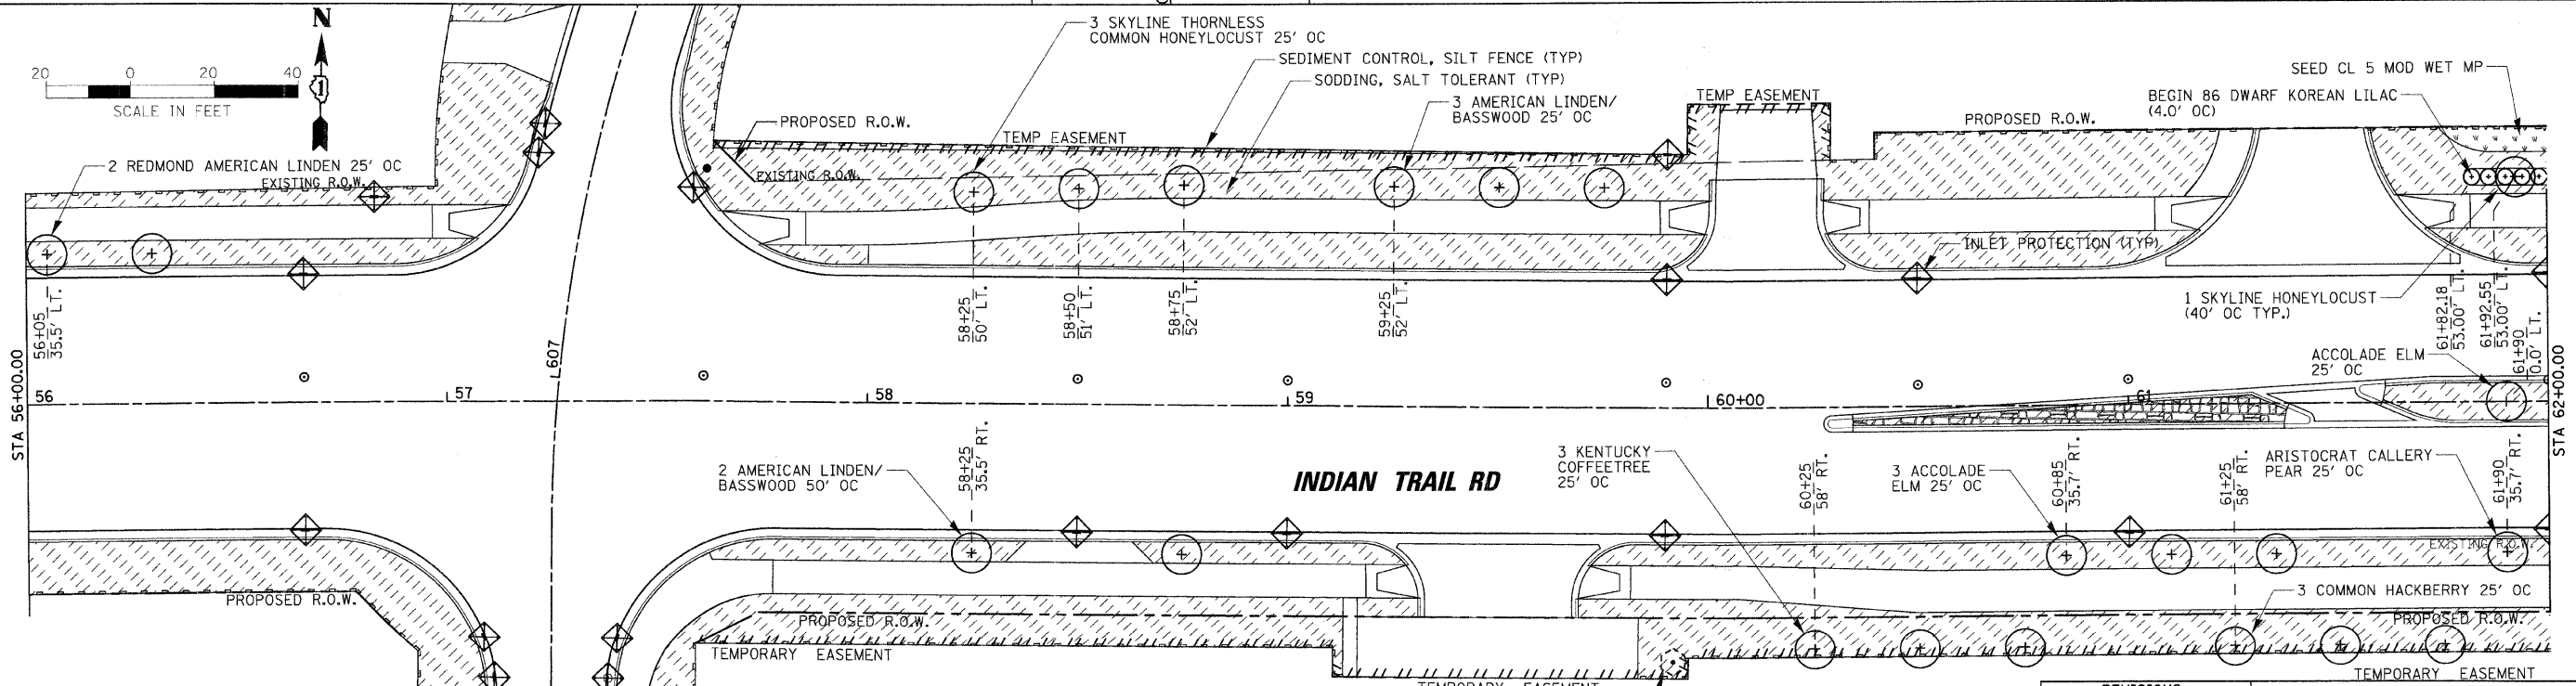 N
20 0 20 40
SCALE IN FEET
1
3 SKYLINE THORNLESS
COMMON HONEYLOCUST 25' OC
SEDIMENT CONTROL, SILT FENCE (TYP)
SODDING, SALT TOLERANT (TYP)
3 AMERICAN LINDEN/
BASSWOOD 25' OC
TEMP EASEMENT
SEED CL 5 MOD WET MP
BEGIN 86 DWARF KOREAN LILAC
(4.0' OC)
PROPOSED R.O.W.
PROPOSED R.O.W.
TEMP EASEMENT
2 REDMOND AMERICAN LINDEN 25' OC
EXISTING R.O.W.
EXISTING R.O.W.
INLET PROTECTION (TYP)
1 SKYLINE HONEYLOCUST
(40' OC TYP.)
56+05
35.5' LT.
58+25
50' LT.
58+50
51' LT.
58+75
52' LT.
59+25
52' LT.
61+82.18
53.00' LT.
61+92.55
53.00' LT.
61+90
0.0' LT.
STA 56+00.00
L607
ACCOLADE ELM
25' OC
STA 62+00.00
56 57 58 59 60+00 61
2 AMERICAN LINDEN/
BASSWOOD 50' OC
58+25
35.5' RT.
INDIAN TRAIL RD
3 KENTUCKY
COFFEETREE
25' OC
60+25
58' RT.
3 ACCOLADE
ELM 25' OC
60+85
35.7' RT.
61+25
58' RT.
ARISTOCRAT CALLERY
PEAR 25' OC
61+90
35.7' RT.
EXISTING R.O.W.
3 COMMON HACKBERRY 25' OC
PROPOSED R.O.W.
PROPOSED R.O.W.
PROPOSED R.O.W.
TEMPORARY EASEMENT
TEMPORARY EASEMENT
TEMPORARY EASEMENT
REVISIONS